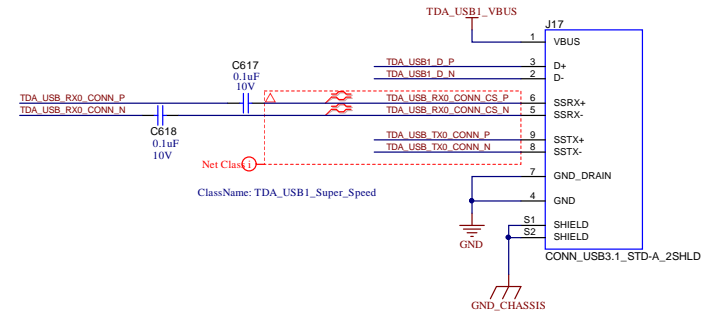 TDA_USB1_VBUS
J17
1 VBUS
C617
0.1uF
10V
TDA_USB1_D_P 3 D+
TDA_USB1_D_N 2 D-
TDA_USB_RX0_CONN_P TDA_USB_RX0_CONN_CS_P 6 SSRX+
TDA_USB_RX0_CONN_N TDA_USB_RX0_CONN_CS_N 5 SSRX-
C618
0.1uF
10V
TDA_USB_TX0_CONN_P 9 SSTX+
TDA_USB_TX0_CONN_N 8 SSTX-
Net Class i
7 GND_DRAIN
ClassName: TDA_USB1_Super_Speed
4 GND
S1 SHIELD
S2 SHIELD
GND
CONN_USB3.1_STD-A_2SHLD
GND_CHASSIS